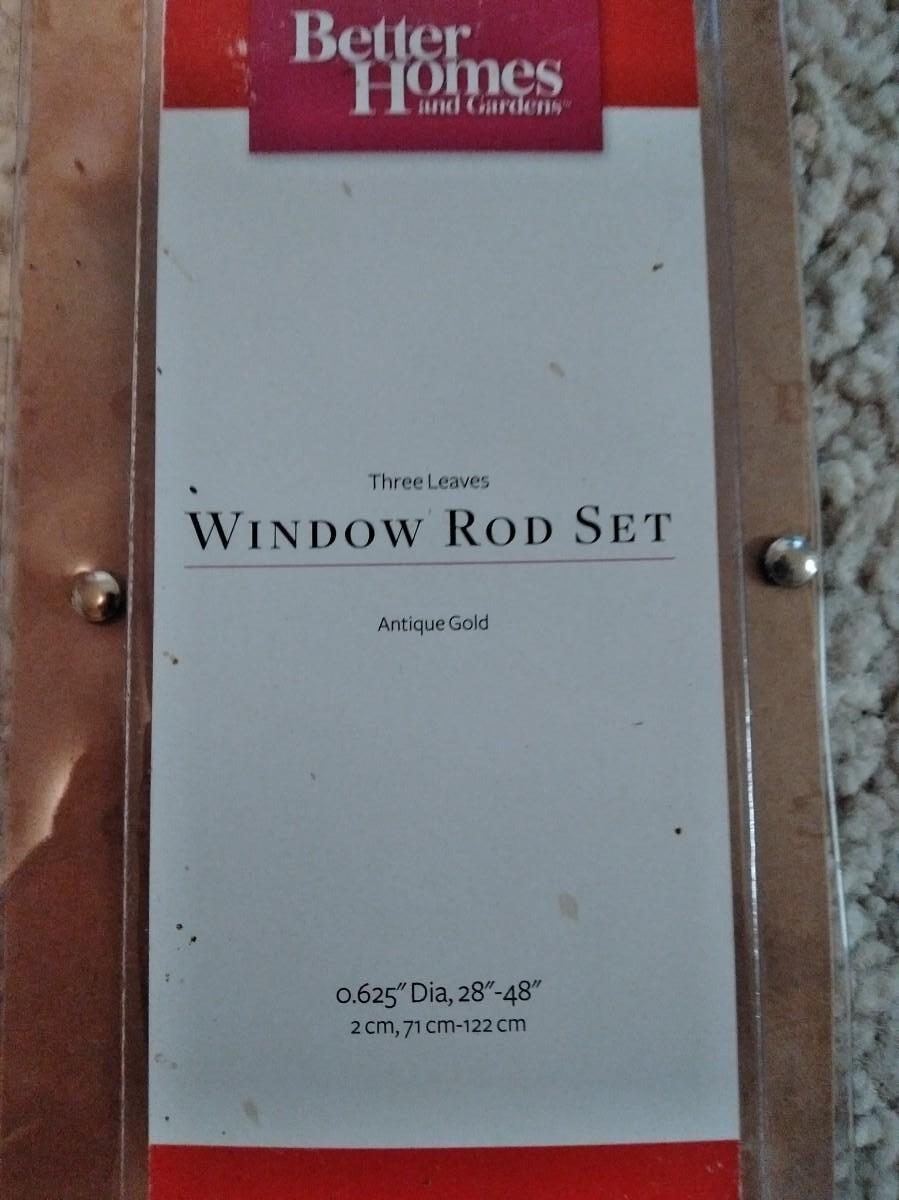 Better
Homes
and Gardens™
Three Leaves
WINDOW ROD SET
Antique Gold
0.625" Dia, 28"-48"
2 cm, 71 cm-122 cm